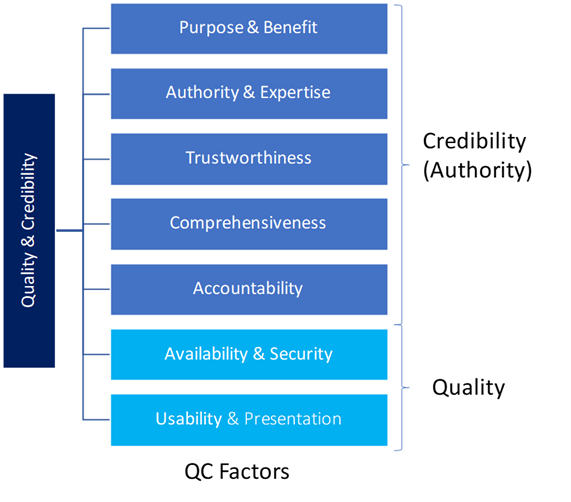 Quality & Credibility
Purpose & Benefit
Authority & Expertise
Trustworthiness
Comprehensiveness
Accountability
Availability & Security
Usability & Presentation
Credibility
(Authority)
Quality
QC Factors